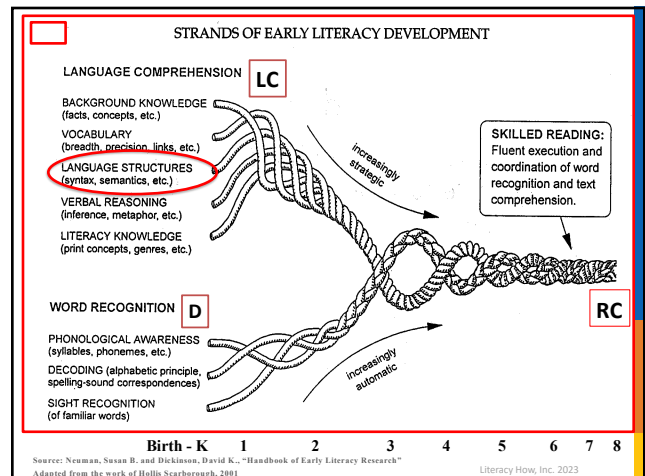 STRANDS OF EARLY LITERACY DEVELOPMENT
LANGUAGE COMPREHENSION
LC
BACKGROUND KNOWLEDGE
(facts, concepts, etc.)
VOCABULARY
(breadth, precision, links, etc.)
LANGUAGE STRUCTURES
(syntax, semantics, etc.)
VERBAL REASONING
(inference, metaphor, etc.)
LITERACY KNOWLEDGE
(print concepts, genres, etc.)
increasingly
strategic
SKILLED READING:
Fluent execution and
coordination of word
recognition and text
comprehension.
WORD RECOGNITION
D
RC
PHONOLOGICAL AWARENESS
(syllables, phonemes, etc.)
DECODING (alphabetic principle,
spelling-sound correspondences)
SIGHT RECOGNITION
(of familiar words)
increasingly
automatic
Birth - K 1 2 3 4 5 6 7 8
Source: Neuman, Susan B. and Dickinson, David K., "Handbook of Early Literacy Research"
Adapted from the work of Hollis Scarborough, 2001
Literacy How, Inc. 2023